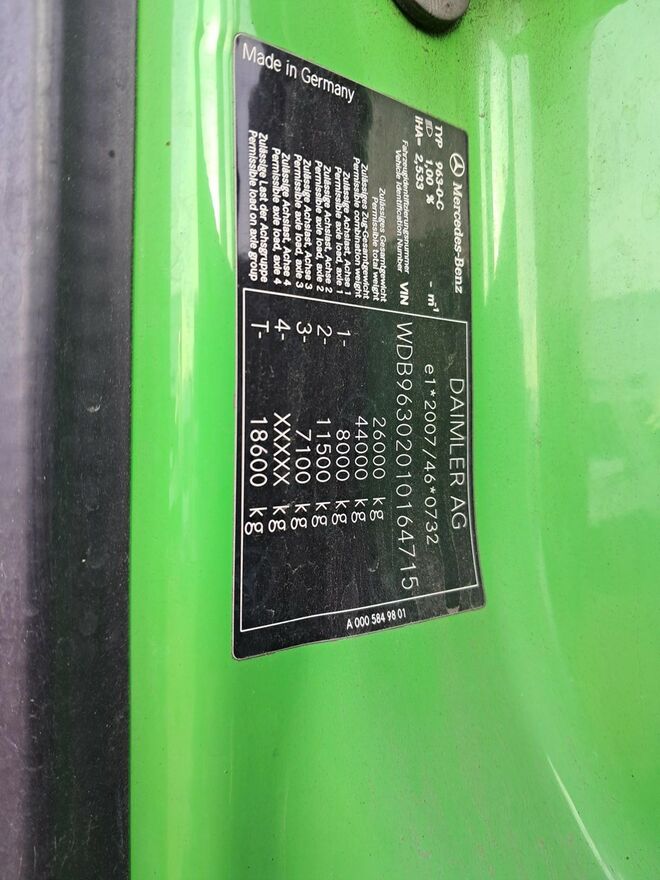 Mercedes-Benz
TYP 963-0-C
1,00 % - m⁻¹
iHA= 2,533
DAIMLER AG
e1*2007/46*0732
Fahrzeugidentifizierungsnummer
Vehicle Identification Number VIN WDB96302010164715
Zulässiges Gesamtgewicht
Permissible total weight 26000 kg
Zulässiges Zug-Gesamtgewicht
Permissible combination weight 44000 kg
Zulässige Achslast, Achse 1
Permissible axle load, axle 1 1- 8000 kg
Zulässige Achslast, Achse 2
Permissible axle load, axle 2 2- 11500 kg
Zulässige Achslast, Achse 3
Permissible axle load, axle 3 3- 7100 kg
Zulässige Achslast, Achse 4
Permissible axle load, axle 4 4- XXXXX kg
Zulässige Last der Achsgruppe
Permissible load on axle group T- 18600 kg
Made in Germany
A 000 584 98 01